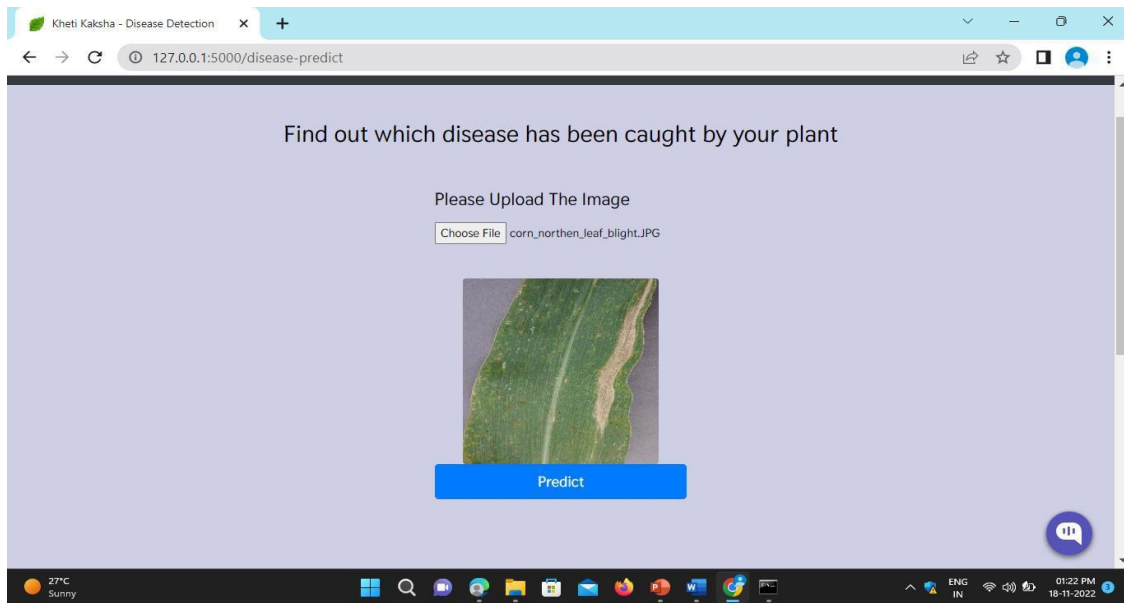 Kheti Kaksha - Disease Detection
127.0.0.1:5000/disease-predict
Find out which disease has been caught by your plant
Please Upload The Image
Choose File corn_northen_leaf_blight.JPG
Predict
27°C
Sunny
ENG
IN
01:22 PM
18-11-2022
3